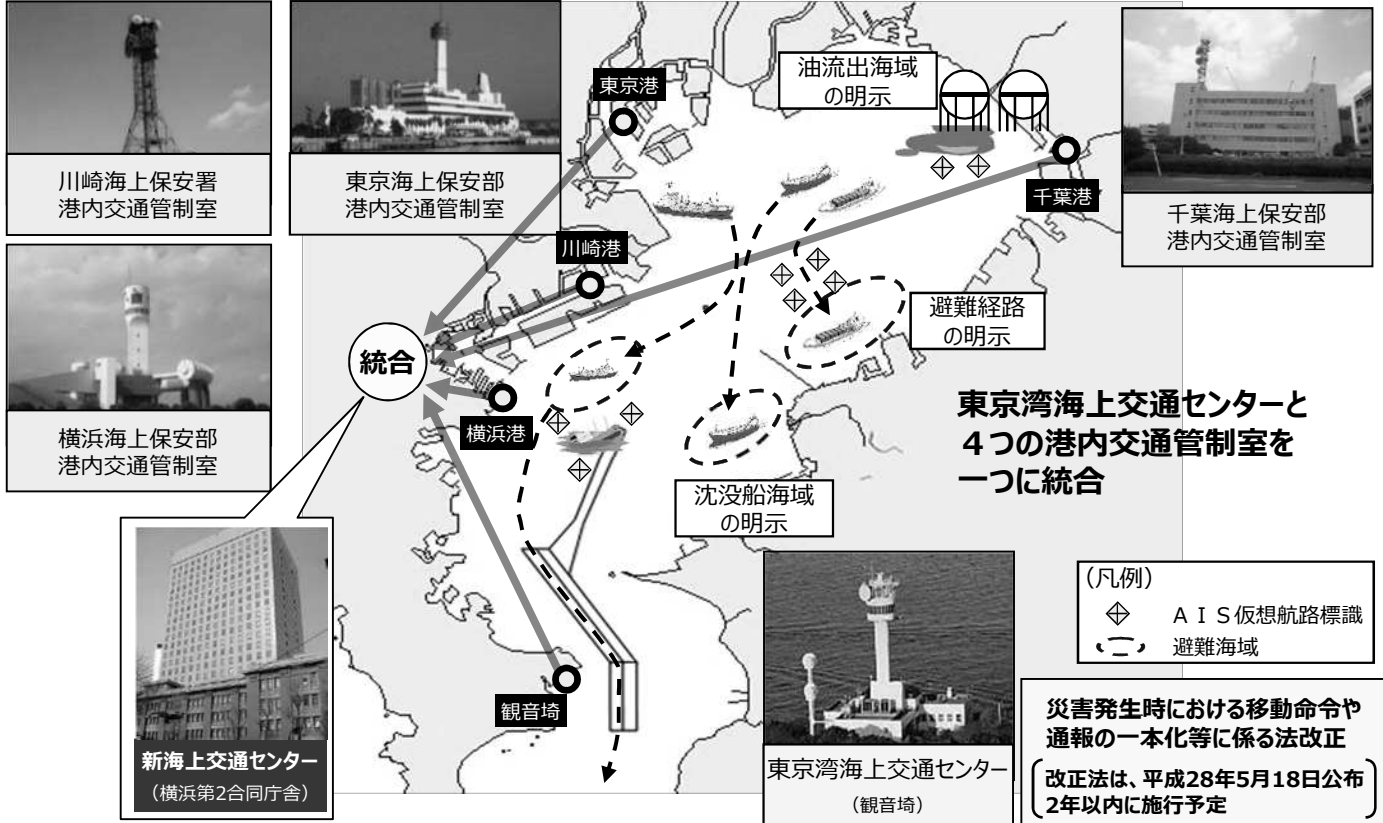 川崎海上保安署
港内交通管制室
東京海上保安部
港内交通管制室
千葉海上保安部
港内交通管制室
横浜海上保安部
港内交通管制室
東京港
油流出海域
の明示
千葉港
川崎港
避難経路
の明示
統合
横浜港
沈没船海域
の明示
東京湾海上交通センターと
４つの港内交通管制室を
一つに統合
観音埼
新海上交通センター
（横浜第2合同庁舎）
東京湾海上交通センター
（観音埼）
（凡例）
ＡＩＳ仮想航路標識
避難海域
災害発生時における移動命令や
通報の一本化等に係る法改正
改正法は、平成28年5月18日公布
2年以内に施行予定